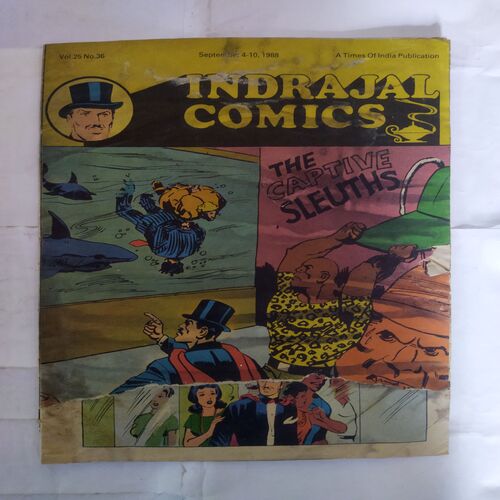 Vol.25 No.36
September 4-10, 1988
A Times Of India Publication
INDRAJAL
COMICS
THE
CAPTIVE
SLEUTHS